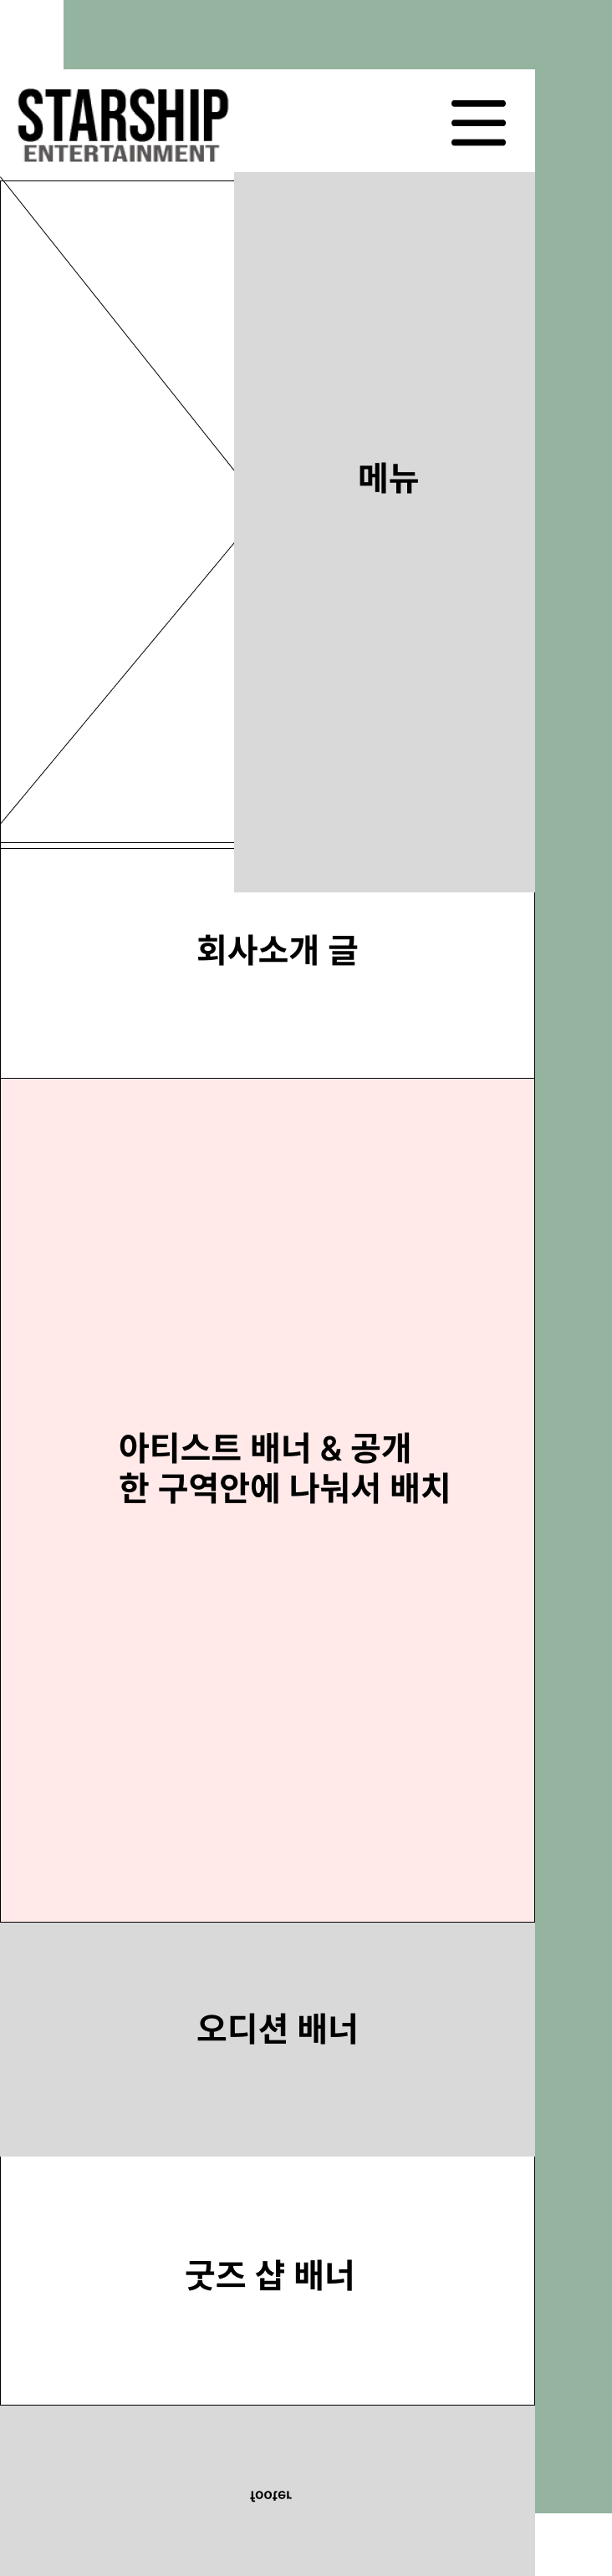 STARSHIP
ENTERTAINMENT
메뉴
회사소개 글
아티스트 배너 & 공개
한 구역안에 나눠서 배치
오디션 배너
굿즈 샵 배너
footer